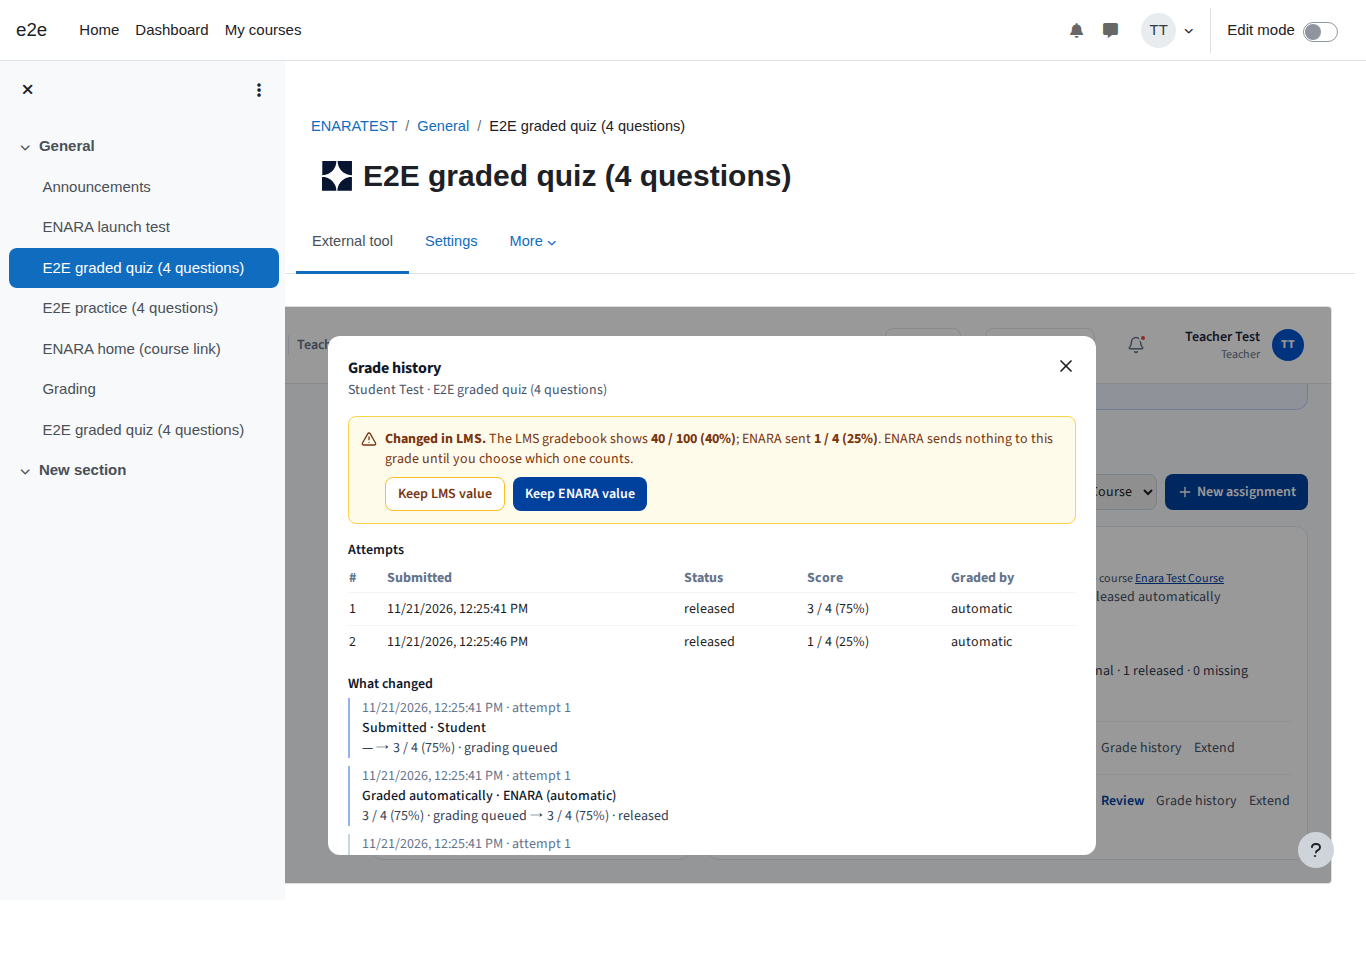 e2e Home Dashboard My courses TT Edit mode
General
Announcements
ENARA launch test
E2E graded quiz (4 questions)
E2E practice (4 questions)
ENARA home (course link)
Grading
E2E graded quiz (4 questions)
New section
ENARATEST / General / E2E graded quiz (4 questions)
E2E graded quiz (4 questions)
External tool Settings More
Teacher Test
Teacher
TT
Grade history
Student Test · E2E graded quiz (4 questions)
Changed in LMS. The LMS gradebook shows 40 / 100 (40%); ENARA sent 1 / 4 (25%). ENARA sends nothing to this
grade until you choose which one counts.
Keep LMS value Keep ENARA value
Attempts
# Submitted Status Score Graded by
1 11/21/2026, 12:25:41 PM released 3 / 4 (75%) automatic
2 11/21/2026, 12:25:46 PM released 1 / 4 (25%) automatic
What changed
11/21/2026, 12:25:41 PM · attempt 1
Submitted · Student
— → 3 / 4 (75%) · grading queued
11/21/2026, 12:25:41 PM · attempt 1
Graded automatically · ENARA (automatic)
3 / 4 (75%) · grading queued → 3 / 4 (75%) · released
11/21/2026, 12:25:41 PM · attempt 1
+ New assignment
course Enara Test Course
automatically
· 1 released · 0 missing
Grade history Extend
Review Grade history Extend
?